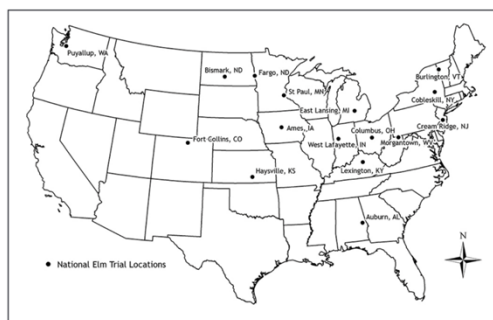 Puyallup, WA
Bismark, ND
Fargo, ND
Burlington, VT
St Paul, MN
Cobleskill, NY
East Lansing, MI
Cream Ridge, NJ
Ames, IA
Columbus, OH
Fort Collins, CO
West Lafayette, IN
Morgantown, WV
Haysville, KS
Lexington, KY
Auburn, AL
National Elm Trial Locations
N